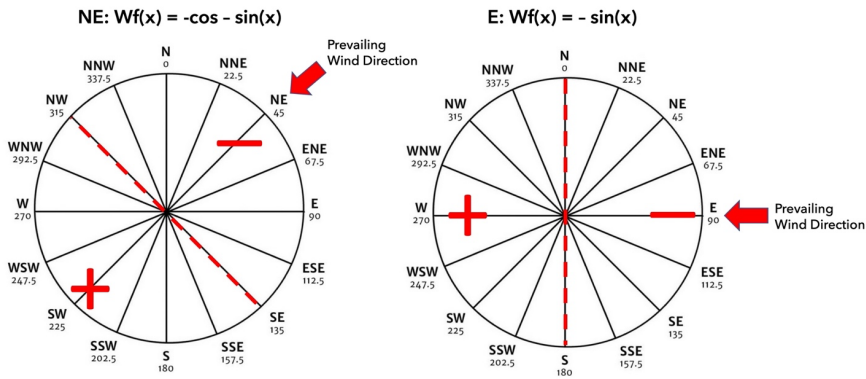 NE: Wf(x) = -cos – sin(x)
Prevailing
Wind Direction
N
0
NNE
22.5
NE
45
ENE
67.5
E
90
ESE
112.5
SE
135
SSE
157.5
S
180
SSW
202.5
SW
225
WSW
247.5
W
270
WNW
292.5
NW
315
NNW
337.5
E: Wf(x) = – sin(x)
N
0
NNE
22.5
NE
45
ENE
67.5
E
90
Prevailing
Wind Direction
ESE
112.5
SE
135
SSE
157.5
S
180
SSW
202.5
SW
225
WSW
247.5
W
270
WNW
292.5
NW
315
NNW
337.5